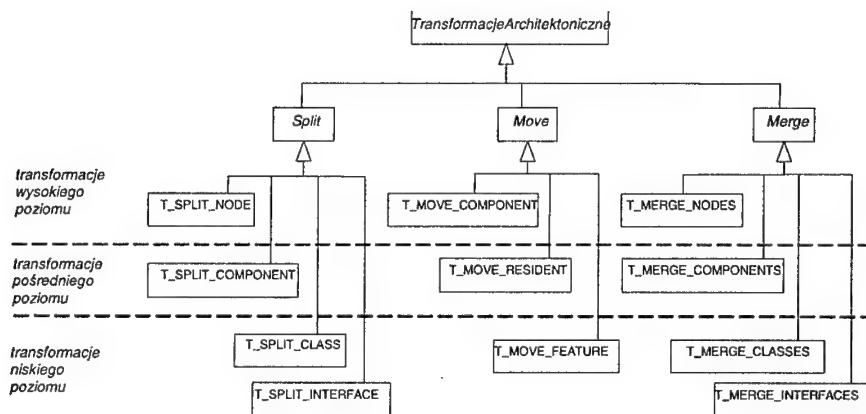 TransformacjeArchitektoniczne
Split
Move
Merge
transformacje
wysokiego
poziomu
T_SPLIT_NODE
T_MOVE_COMPONENT
T_MERGE_NODES
transformacje
pośredniego
poziomu
T_SPLIT_COMPONENT
T_MOVE_RESIDENT
T_MERGE_COMPONENTS
transformacje
niskiego
poziomu
T_SPLIT_CLASS
T_MOVE_FEATURE
T_MERGE_CLASSES
T_SPLIT_INTERFACE
T_MERGE_INTERFACES